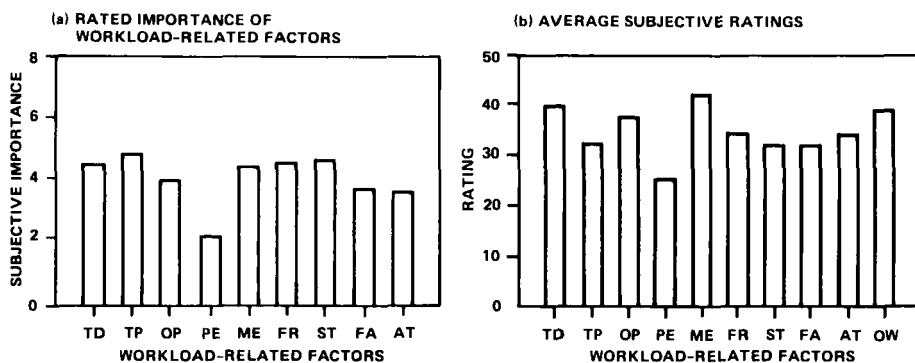 (a) RATED IMPORTANCE OF
WORKLOAD-RELATED FACTORS
8
6
4
2
0
SUBJECTIVE IMPORTANCE
TD TP OP PE ME FR ST FA AT
WORKLOAD-RELATED FACTORS
(b) AVERAGE SUBJECTIVE RATINGS
50
40
30
20
10
0
RATING
TD TP OP PE ME FR ST FA AT OW
WORKLOAD-RELATED FACTORS